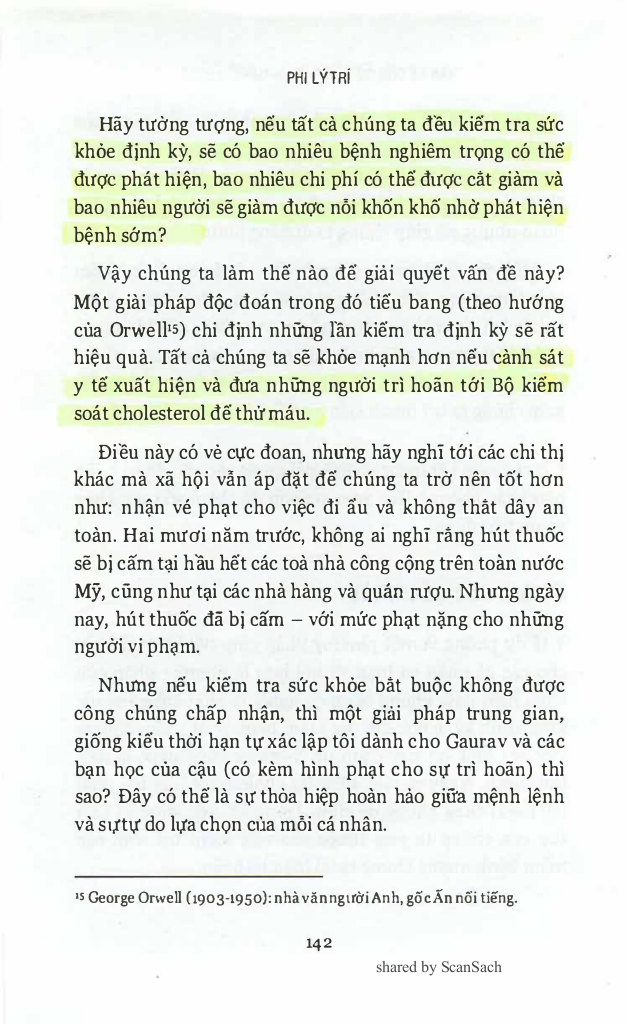 PHI LÝ TRÍ
Hãy tưởng tượng, nếu tất cả chúng ta đều kiểm tra sức
khỏe định kỳ, sẽ có bao nhiêu bệnh nghiêm trọng có thể
được phát hiện, bao nhiêu chi phí có thể được cắt giảm và
bao nhiêu người sẽ giảm được nỗi khốn khổ nhờ phát hiện
bệnh sớm?
Vậy chúng ta làm thế nào để giải quyết vấn đề này?
Một giải pháp độc đoán trong đó tiểu bang (theo hướng
của Orwell¹⁵) chỉ định những lần kiểm tra định kỳ sẽ rất
hiệu quả. Tất cả chúng ta sẽ khỏe mạnh hơn nếu cảnh sát
y tế xuất hiện và đưa những người trì hoãn tới Bộ kiểm
soát cholesterol để thử máu.
Điều này có vẻ cực đoan, nhưng hãy nghĩ tới các chỉ thị
khác mà xã hội vẫn áp đặt để chúng ta trở nên tốt hơn
như: nhận vé phạt cho việc đi ẩu và không thắt dây an
toàn. Hai mươi năm trước, không ai nghĩ rằng hút thuốc
sẽ bị cấm tại hầu hết các toà nhà công cộng trên toàn nước
Mỹ, cũng như tại các nhà hàng và quán rượu. Nhưng ngày
nay, hút thuốc đã bị cấm – với mức phạt nặng cho những
người vi phạm.
Nhưng nếu kiểm tra sức khỏe bắt buộc không được
công chúng chấp nhận, thì một giải pháp trung gian,
giống kiểu thời hạn tự xác lập tôi dành cho Gaurav và các
bạn học của cậu (có kèm hình phạt cho sự trì hoãn) thì
sao? Đây có thể là sự thỏa hiệp hoàn hảo giữa mệnh lệnh
và sự tự do lựa chọn của mỗi cá nhân.
¹⁵ George Orwell (1903-1950): nhà văn người Anh, gốc Ấn nổi tiếng.
142
shared by ScanSach